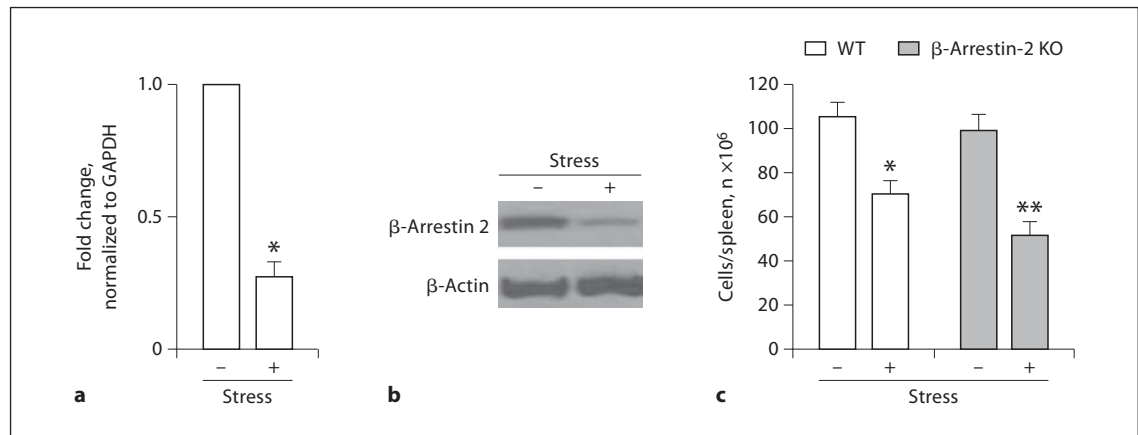 1.0
0.5
0
Fold change,
normalized to GAPDH
*
– +
Stress
a
Stress
– +
β-Arrestin 2
β-Actin
b
WT β-Arrestin-2 KO
120
100
80
60
40
20
0
Cells/spleen, n ×10⁶
*
**
– + – +
Stress
c